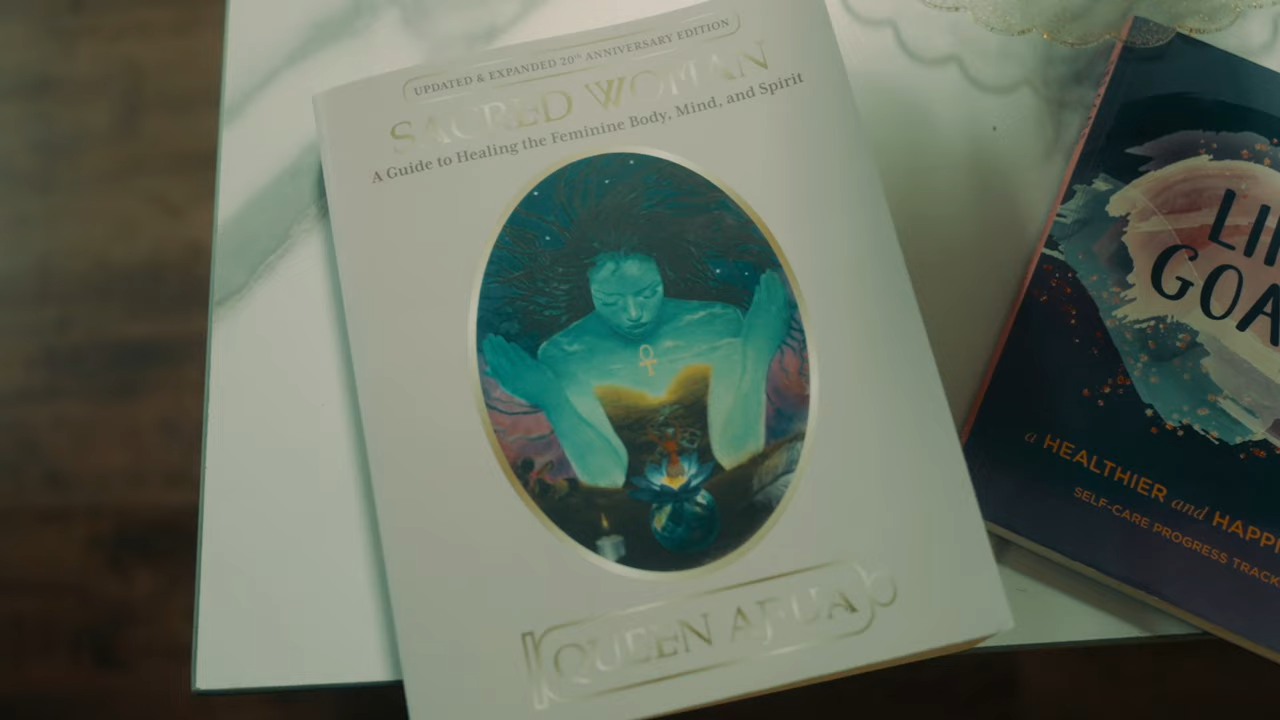 UPDATED & EXPANDED 20th ANNIVERSARY EDITION
SACRED WOMAN
A Guide to Healing the Feminine Body, Mind, and Spirit
QUEEN AFUA
GOA
a HEALTHIER and HAPP
SELF-CARE PROGRESS TRACK